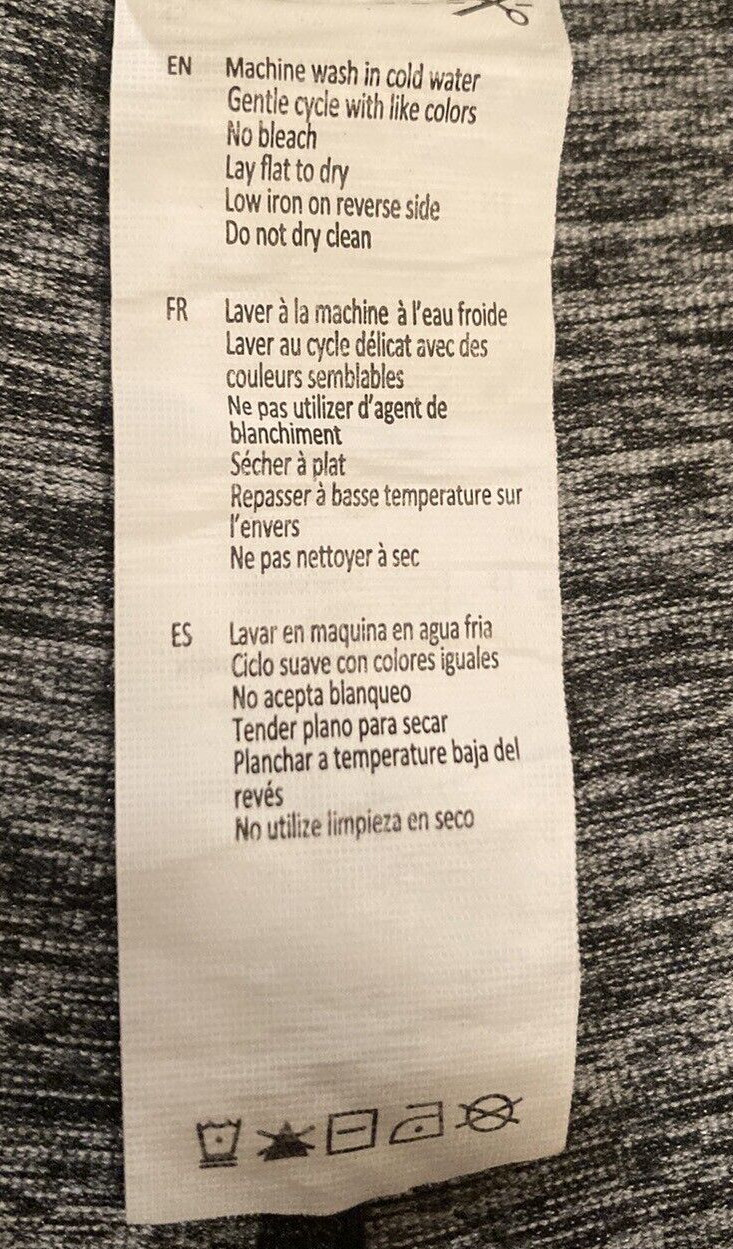 EN Machine wash in cold water
Gentle cycle with like colors
No bleach
Lay flat to dry
Low iron on reverse side
Do not dry clean
FR Laver à la machine à l'eau froide
Laver au cycle délicat avec des
couleurs semblables
Ne pas utilizer d'agent de
blanchiment
Sécher à plat
Repasser à basse temperature sur
l'envers
Ne pas nettoyer à sec
ES Lavar en maquina en agua fria
Ciclo suave con colores iguales
No acepta blanqueo
Tender plano para secar
Planchar a temperature baja del
revés
No utilize limpieza en seco